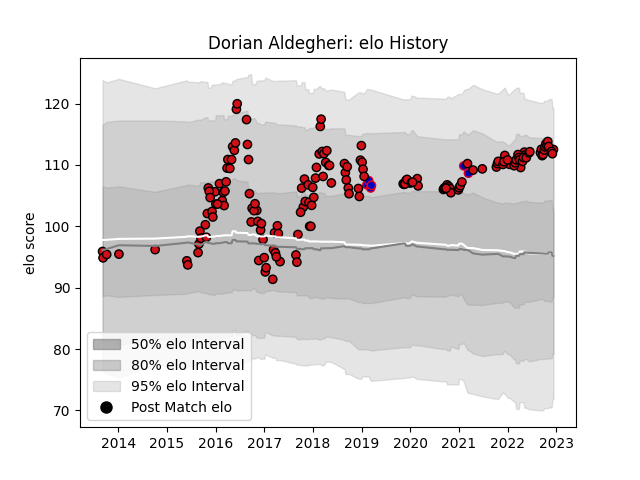 Dorian Aldegheri: elo History
elo score
120
110
100
90
80
70
50% elo Interval
80% elo Interval
95% elo Interval
Post Match elo
2014 2015 2016 2017 2018 2019 2020 2021 2022 2023